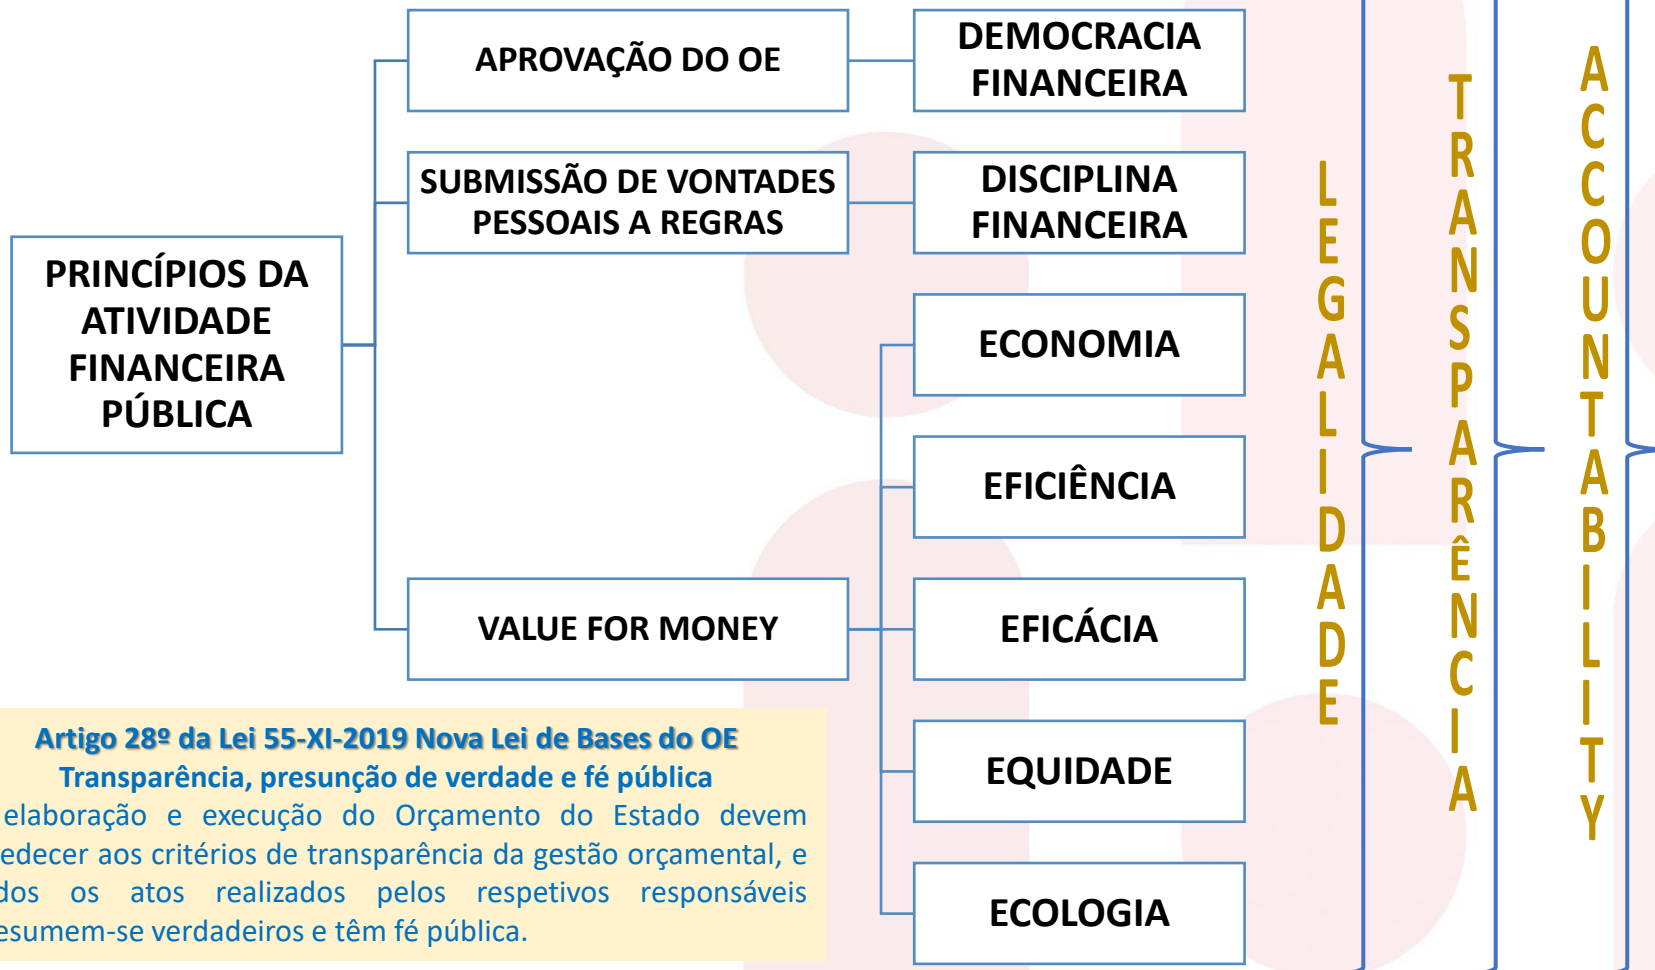 PRINCÍPIOS DA
ATIVIDADE
FINANCEIRA
PÚBLICA
APROVAÇÃO DO OE
DEMOCRACIA
FINANCEIRA
SUBMISSÃO DE VONTADES
PESSOAIS A REGRAS
DISCIPLINA
FINANCEIRA
VALUE FOR MONEY
ECONOMIA
EFICIÊNCIA
EFICÁCIA
EQUIDADE
ECOLOGIA
LEGALIDADE
TRANSPARÊNCIA
ACCOUNTABILITY
Artigo 28º da Lei 55-XI-2019 Nova Lei de Bases do OE
Transparência, presunção de verdade e fé pública
elaboração e execução do Orçamento do Estado devem
edecer aos critérios de transparência da gestão orçamental, e
dos os atos realizados pelos respetivos responsáveis
esumem-se verdadeiros e têm fé pública.